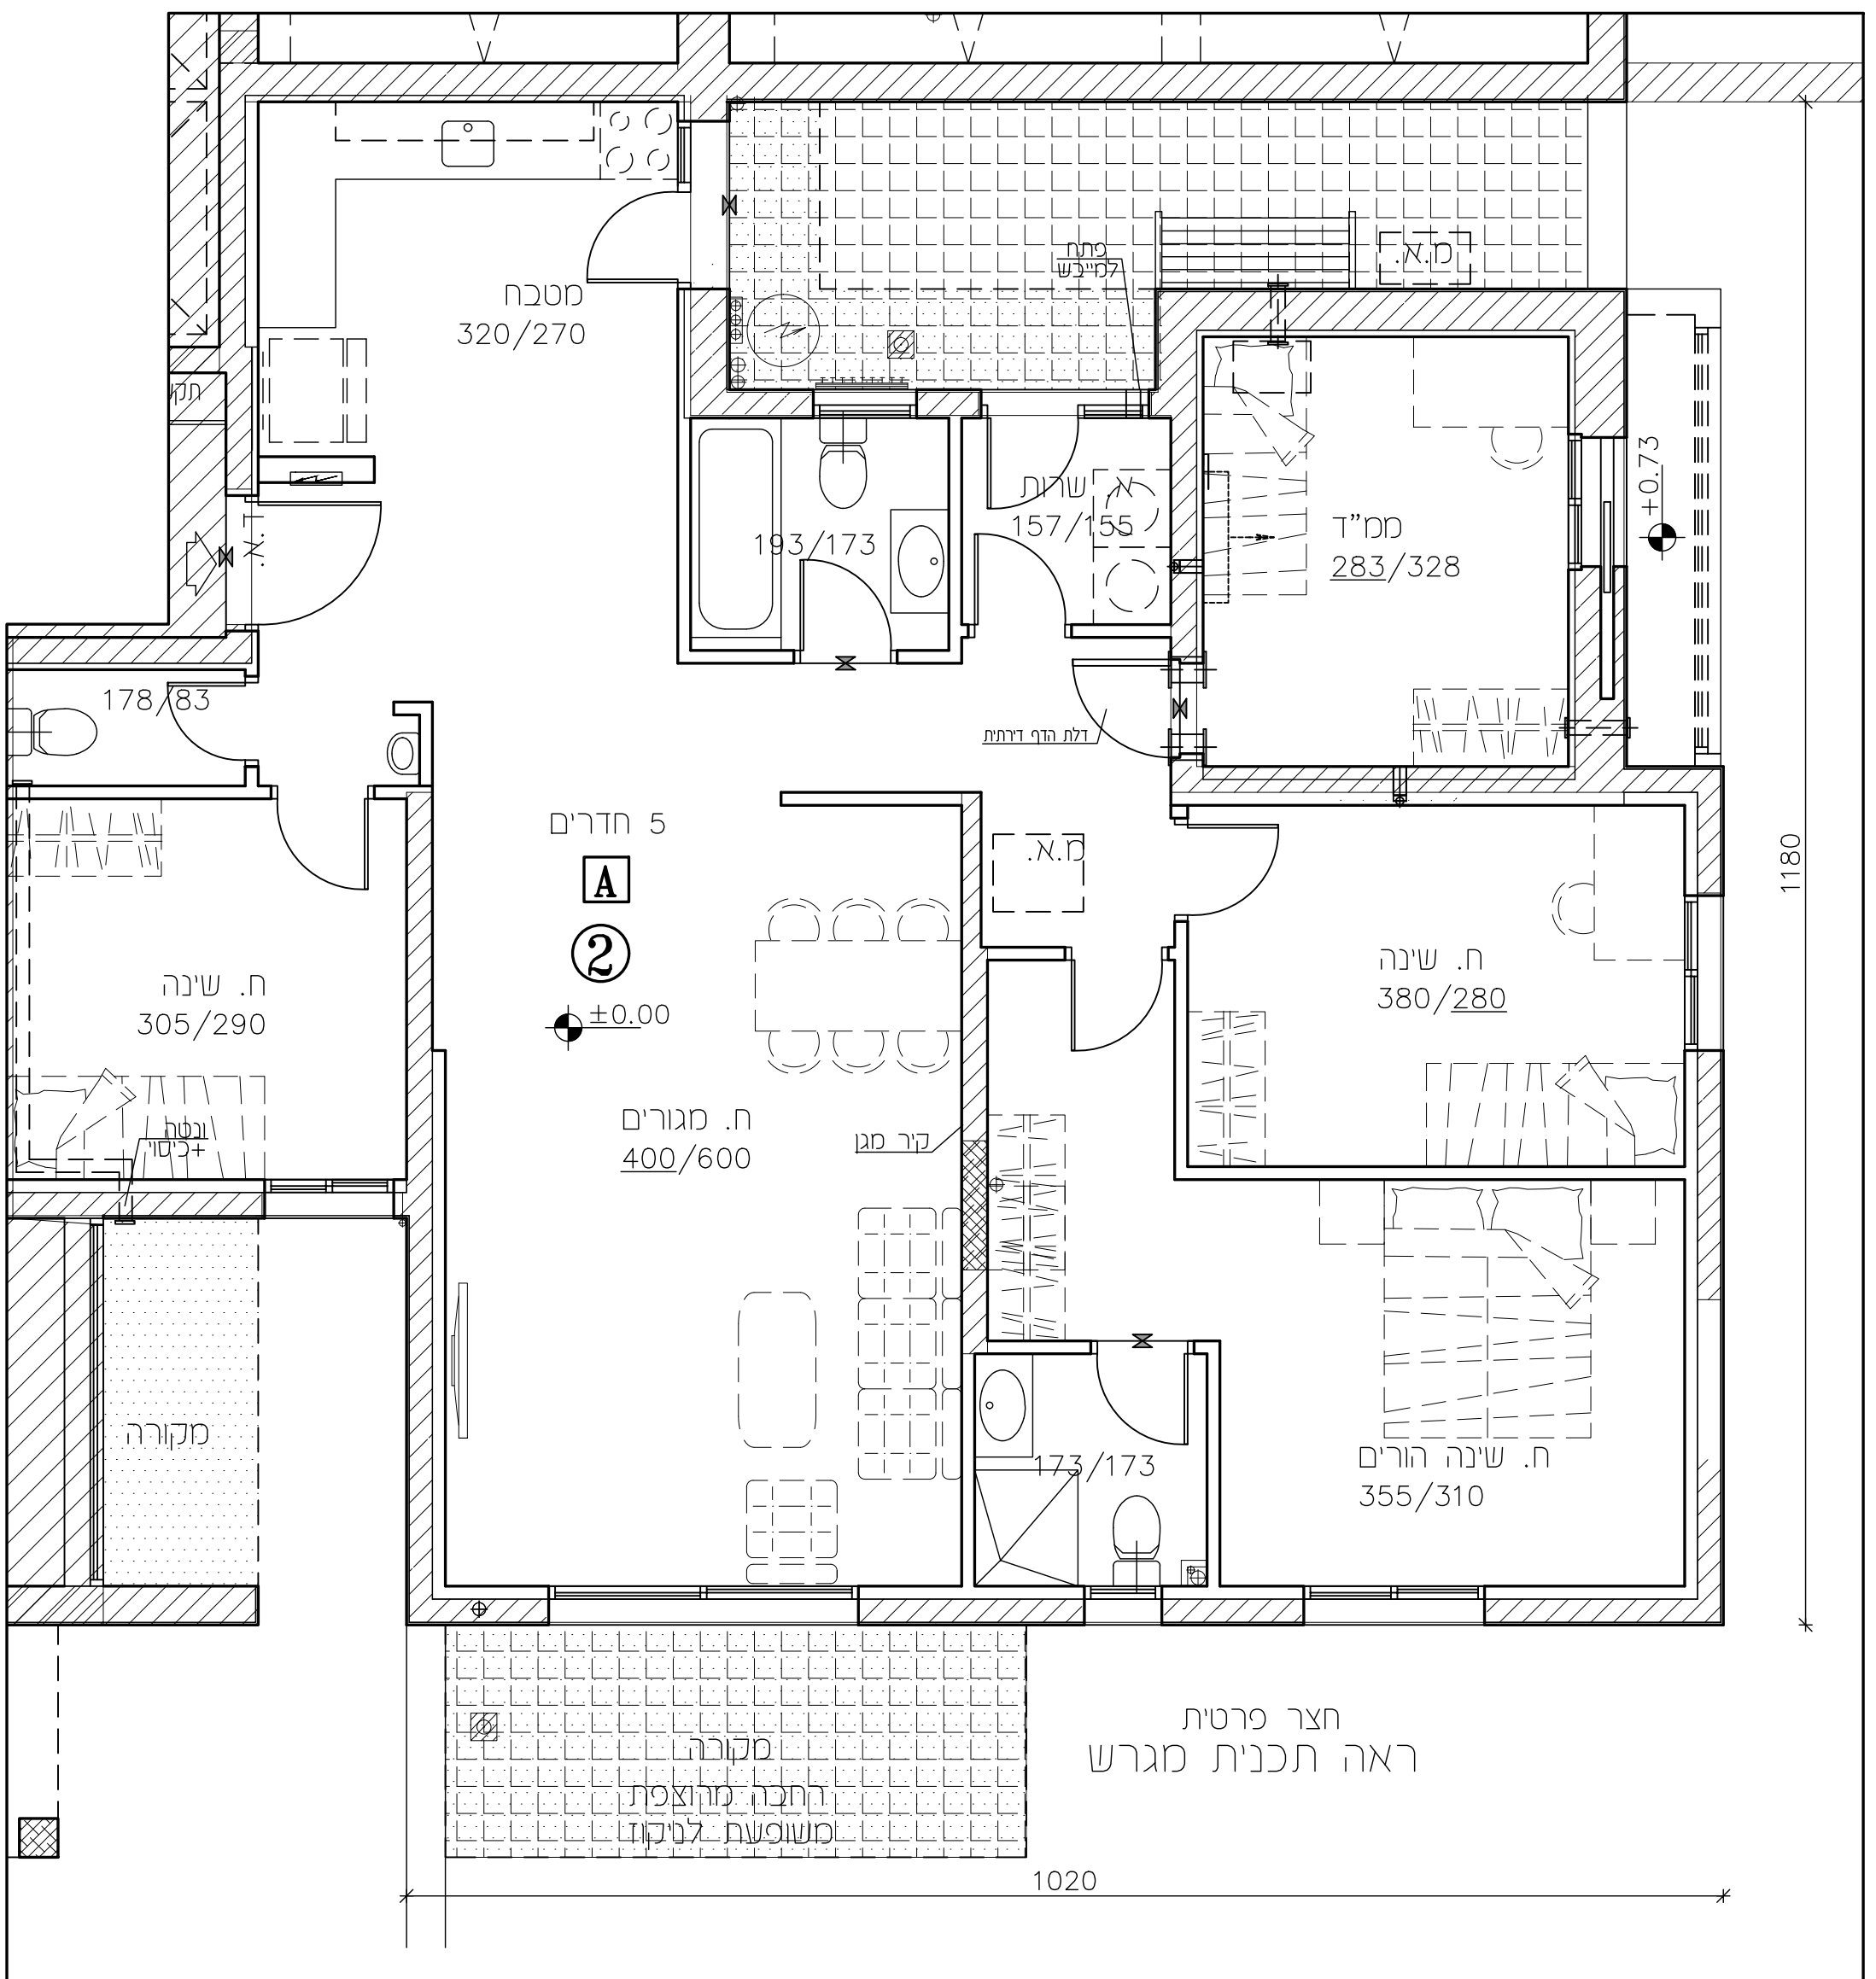 מטבח
320/270
פתח
למייבש
מ.א.
תקש
ד.א.
193/173
א. שרות
157/155
ממ"ד
283/328
+0.73
178/83
דלת הדף דירתית
5 חדרים
A
2
±0.00
מ.א.
1180
ח. שינה
305/290
ח. שינה
380/280
ונטה
+כיסוי
ח. מגורים
400/600
קיר מגן
מקורה
173/173
ח. שינה הורים
355/310
חצר פרטית
ראה תכנית מגרש
מקורה
רחבה מרוצפת
משופעת לניקוז
1020